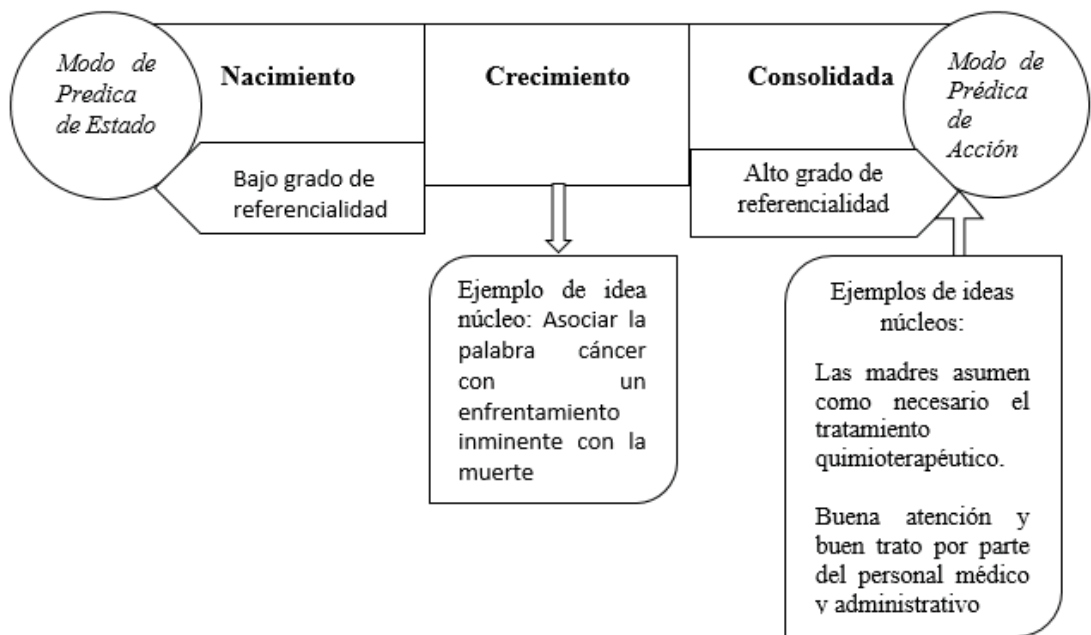 Modo de
Predica
de Estado
Nacimiento
Crecimiento
Consolidada
Modo de
Prédica
de
Acción
Bajo grado de
referencialidad
Alto grado de
referencialidad
Ejemplo de idea
núcleo: Asociar la
palabra cáncer
con un
enfrentamiento
inminente con la
muerte
Ejemplos de ideas
núcleos:
Las madres asumen
como necesario el
tratamiento
quimioterapéutico.
Buena atención y
buen trato por parte
del personal médico
y administrativo